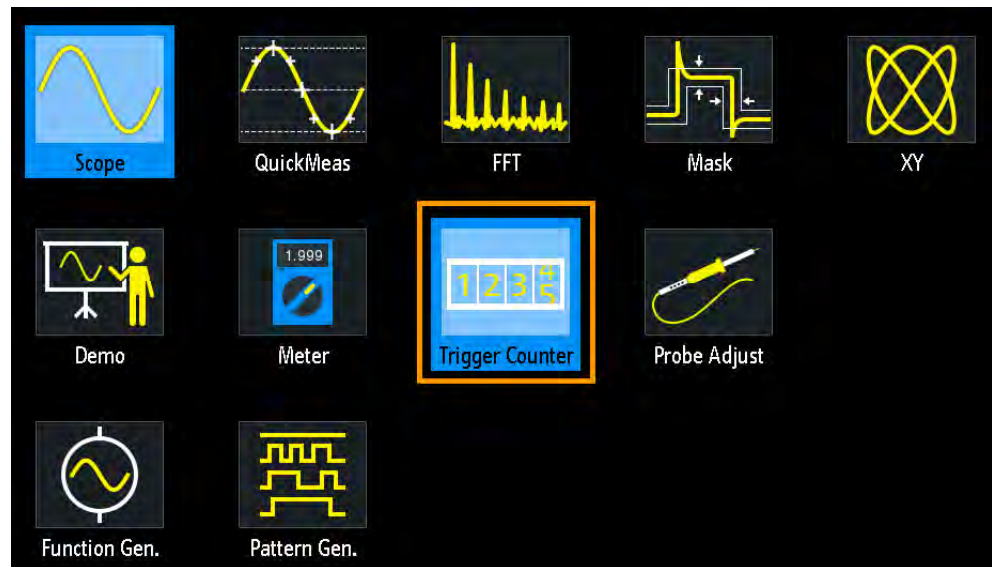 Scope QuickMeas FFT Mask XY
1.999
1 2 3 4
5
Demo Meter Trigger Counter Probe Adjust
Function Gen. Pattern Gen.